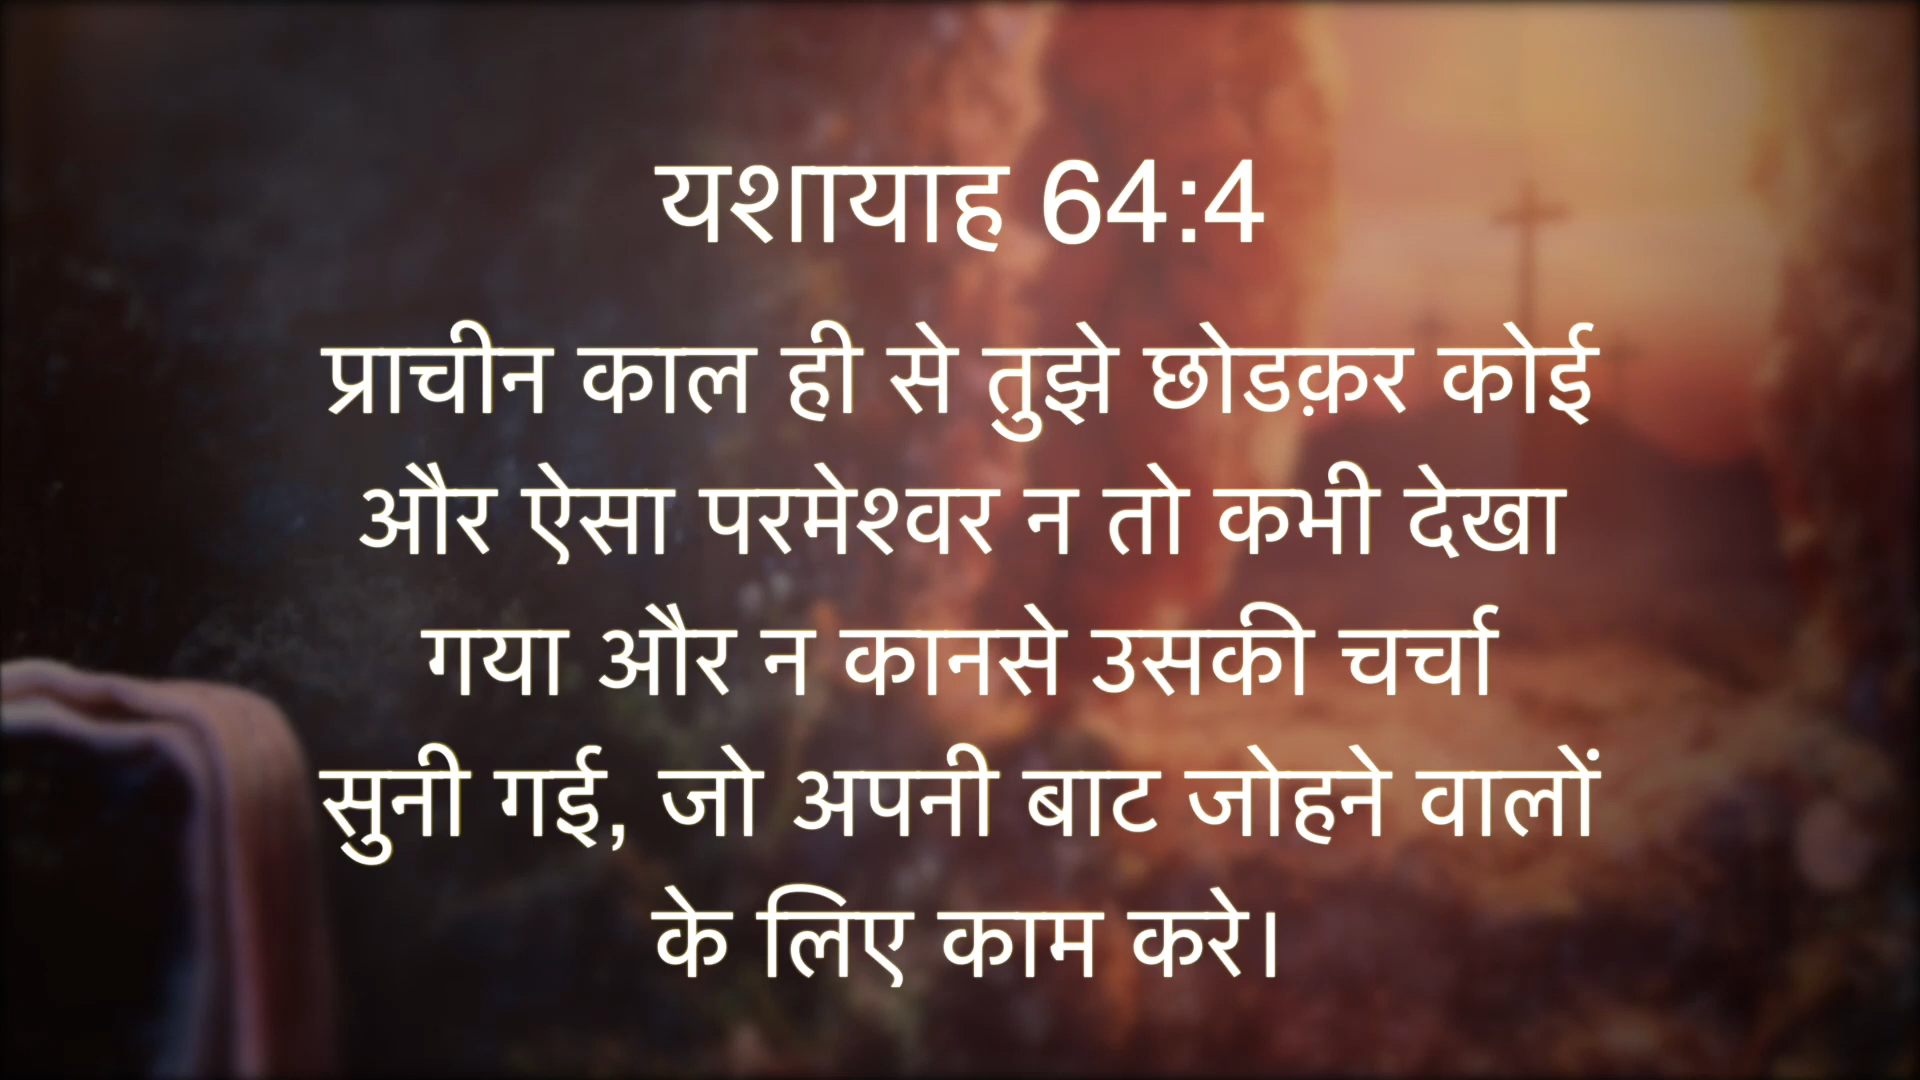 यशायाह 64:4
प्राचीन काल ही से तुझे छोडक़र कोई
और ऐसा परमेश्वर न तो कभी देखा
गया और न कानसे उसकी चर्चा
सुनी गई, जो अपनी बाट जोहने वालों
के लिए काम करे।